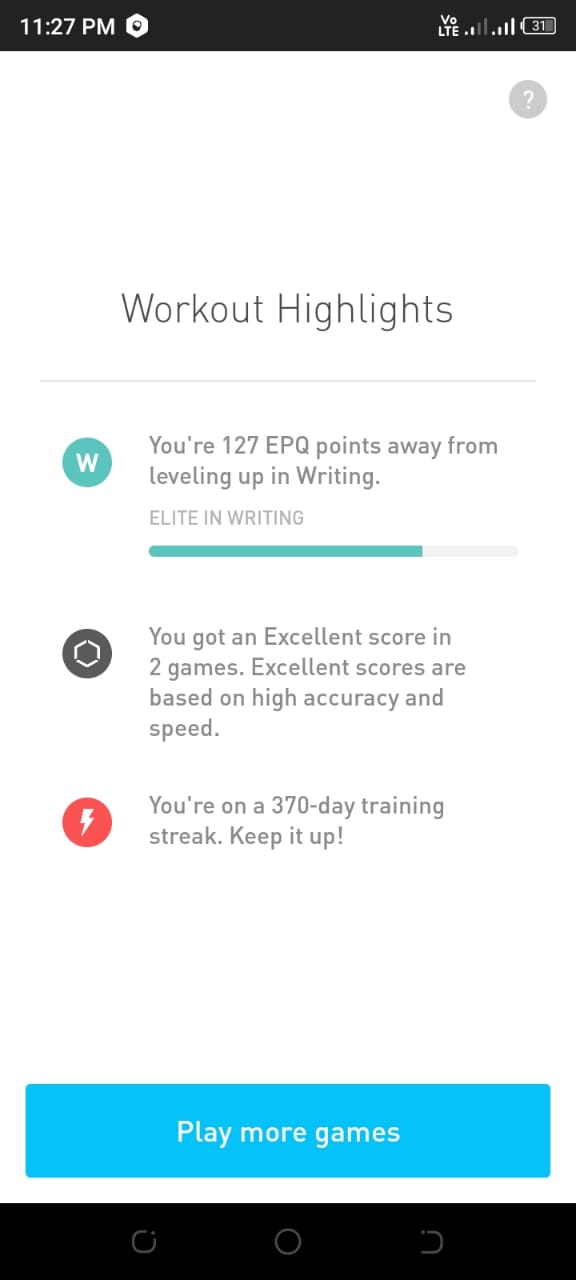 11:27 PM
Vo
LTE
31
?
Workout Highlights
W
You're 127 EPQ points away from
leveling up in Writing.
ELITE IN WRITING
You got an Excellent score in
2 games. Excellent scores are
based on high accuracy and
speed.
You're on a 370-day training
streak. Keep it up!
Play more games